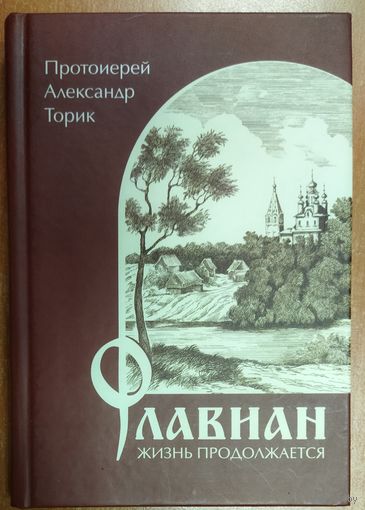 Протоиерей
Александр
Торик
ФЛАВИАН
ЖИЗНЬ ПРОДОЛЖАЕТСЯ